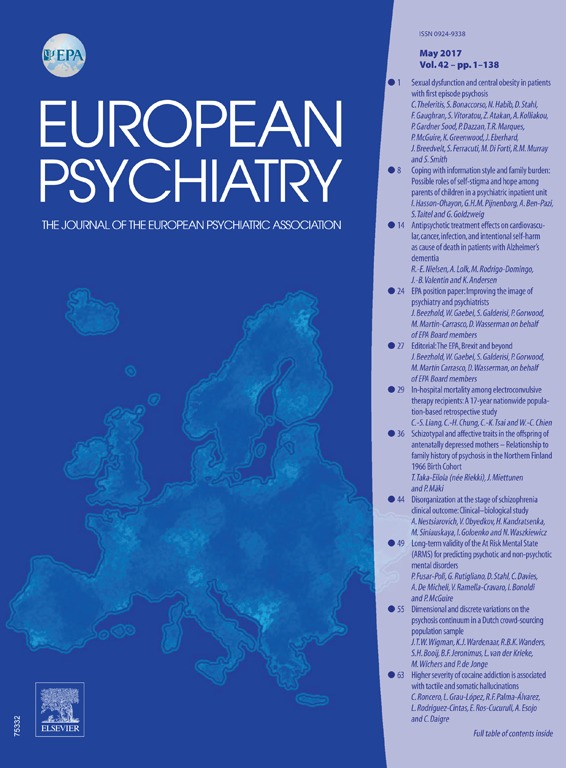 EPA
EUROPEAN
PSYCHIATRY
THE JOURNAL OF THE EUROPEAN PSYCHIATRIC ASSOCIATION
ISSN 0924-9338
May 2017
Vol. 42 – pp. 1–138
1 Sexual dysfunction and central obesity in patients
with first episode psychosis
C. Theleritis, S. Bonaccorso, N. Habib, D. Stahl,
F. Gaughran, S. Vitoratou, Z. Atakan, A. Kolliakou,
P. Gardner Sood, P. Dazzan, T.R. Marques,
P. McGuire, K. Greenwood, J. Eberhard,
J. Breedvelt, S. Ferracuti, M. Di Forti, R.M. Murray
and S. Smith
8 Coping with information style and family burden:
Possible roles of self-stigma and hope among
parents of children in a psychiatric inpatient unit
I. Hasson-Ohayon, G.H.M. Pijnenborg, A. Ben-Pazi,
S. Taitel and G. Goldzweig
14 Antipsychotic treatment effects on cardiovascu-
lar, cancer, infection, and intentional self-harm
as cause of death in patients with Alzheimer's
dementia
R.-E. Nielsen, A. Lolk, M. Rodrigo-Domingo,
J.-B. Valentin and K. Andersen
24 EPA position paper: Improving the image of
psychiatry and psychiatrists
J. Beezhold, W. Gaebel, S. Galderisi, P. Gorwood,
M. Martin-Carrasco, D. Wasserman on behalf
of EPA Board members
27 Editorial: The EPA, Brexit and beyond
J. Beezhold, W. Gaebel, S. Galderisi, P. Gorwood,
M. Martin Carrasco, D. Wasserman, on behalf
of EPA Board members
29 In-hospital mortality among electroconvulsive
therapy recipients: A 17-year nationwide popula-
tion-based retrospective study
C.-S. Liang, C.-H. Chung, C.-K. Tsai and W.-C. Chien
36 Schizotypal and affective traits in the offspring of
antenatally depressed mothers – Relationship to
family history of psychosis in the Northern Finland
1966 Birth Cohort
T. Taka-Eilola (née Riekki), J. Miettunen
and P. Mäki
44 Disorganization at the stage of schizophrenia
clinical outcome: Clinical–biological study
A. Nestsiarovich, V. Obyedkov, H. Kandratsenka,
M. Siniauskaya, I. Goloenko and N. Waszkiewicz
49 Long-term validity of the At Risk Mental State
(ARMS) for predicting psychotic and non-psychotic
mental disorders
P. Fusar-Poli, G. Rutigliano, D. Stahl, C. Davies,
A. De Micheli, V. Ramella-Cravaro, I. Bonoldi
and P. McGuire
55 Dimensional and discrete variations on the
psychosis continuum in a Dutch crowd-sourcing
population sample
J.T.W. Wigman, K.J. Wardenaar, R.B.K. Wanders,
S.H. Booij, B.F. Jeronimus, L. van der Krieke,
M. Wichers and P. de Jonge
63 Higher severity of cocaine addiction is associated
with tactile and somatic hallucinations
C. Roncero, L. Grau-López, R.F. Palma-Álvarez,
L. Rodriguez-Cintas, E. Ros-Cucurull, A. Esojo
and C. Daigre
Full table of contents inside
ELSEVIER
75332